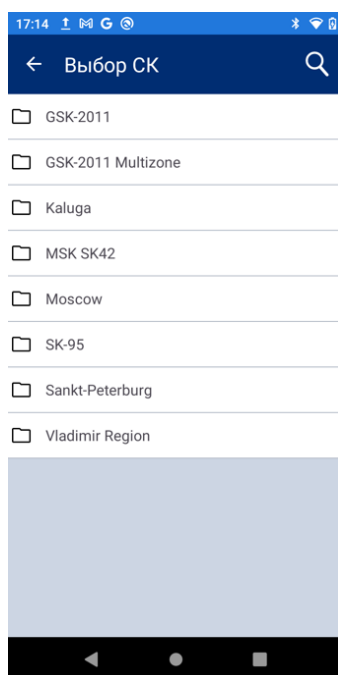 17:14
Выбор СК
GSK-2011
GSK-2011 Multizone
Kaluga
MSK SK42
Moscow
SK-95
Sankt-Peterburg
Vladimir Region